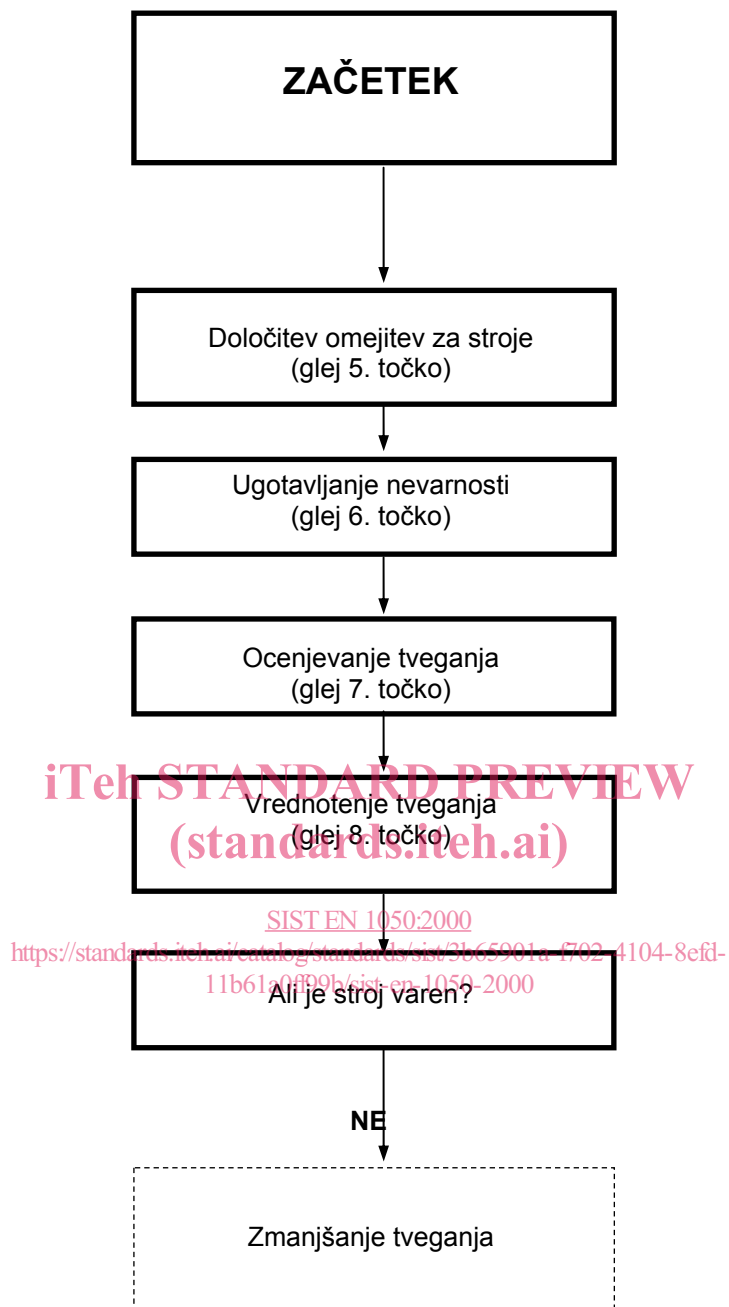 ZAČETEK
Določitev omejitev za stroje
(glej 5. točko)
Ugotavljanje nevarnosti
(glej 6. točko)
Ocenjevanje tveganja
(glej 7. točko)
iTeh STANDARD PREVIEW
Vrednotenje tveganja
(glej 8. točko)
(standards.iteh.ai)
SIST EN 1050:2000
https://standards.iteh.ai/catalog/standards/sist/3b65901a-f702-4104-8efd-
11b61a0ff99b/sist-en-1050-2000
Ali je stroj varen?
NE
Zmanjšanje tveganja